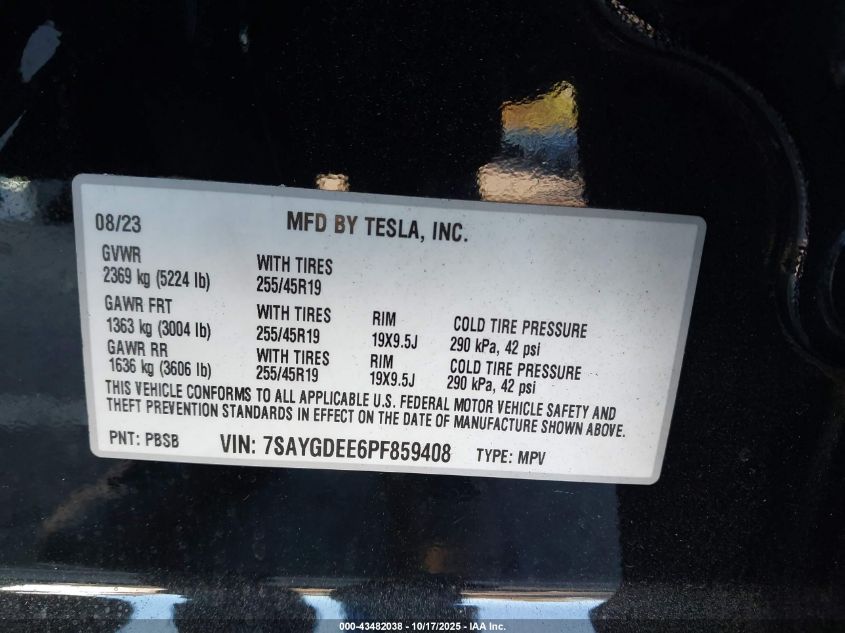 08/23 MFD BY TESLA, INC.
GVWR
2369 kg (5224 lb)
WITH TIRES
255/45R19
GAWR FRT
1363 kg (3004 lb)
WITH TIRES
255/45R19
RIM
19X9.5J
COLD TIRE PRESSURE
290 kPa, 42 psi
GAWR RR
1636 kg (3606 lb)
WITH TIRES
255/45R19
RIM
19X9.5J
COLD TIRE PRESSURE
290 kPa, 42 psi
THIS VEHICLE CONFORMS TO ALL APPLICABLE U.S. FEDERAL MOTOR VEHICLE SAFETY AND
THEFT PREVENTION STANDARDS IN EFFECT ON THE DATE OF MANUFACTURE SHOWN ABOVE.
PNT: PBSB VIN: 7SAYGDEE6PF859408 TYPE: MPV
000-43482038 - 10/17/2025 - IAA Inc.